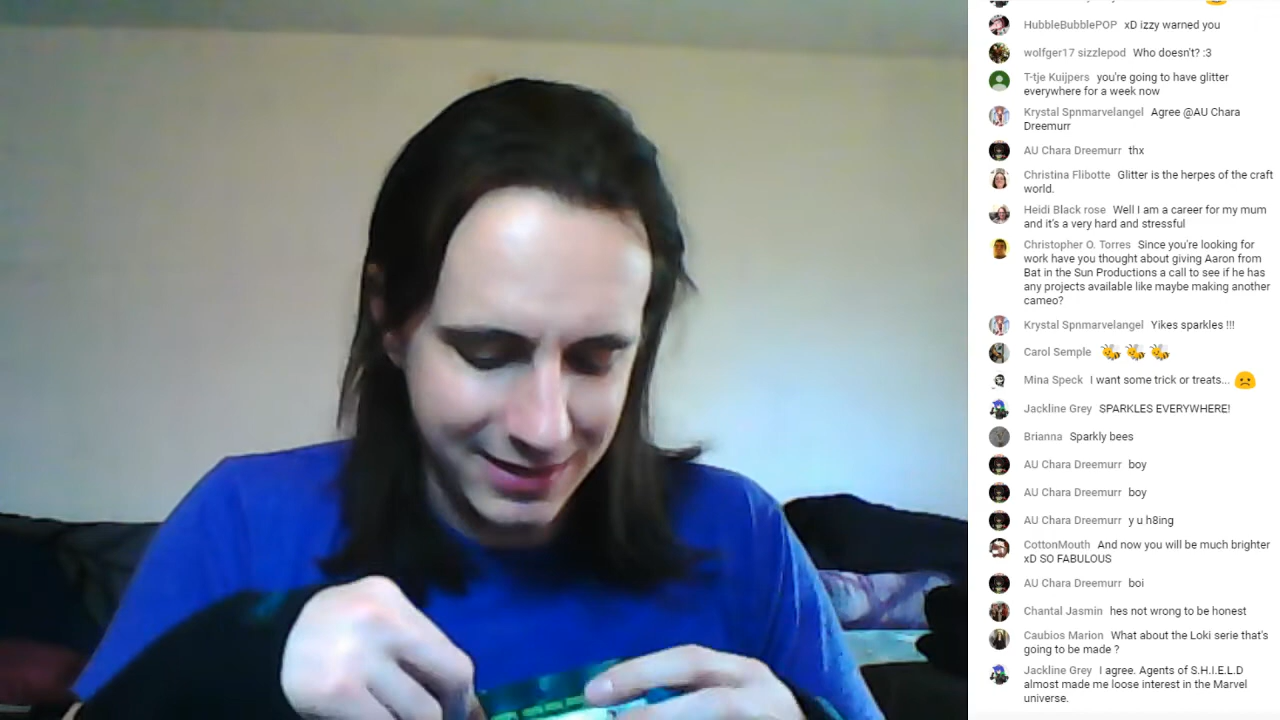 HubbleBubblePOP xD izzy warned you
wolfger17 sizzlepod Who doesn't? :3
T-tje Kuijpers you're going to have glitter
everywhere for a week now
Krystal Spnmarvelangel Agree @AU Chara
Dreemurr
AU Chara Dreemurr thx
Christina Flibotte Glitter is the herpes of the craft
world.
Heidi Black rose Well I am a career for my mum
and it's a very hard and stressful
Christopher O. Torres Since you're looking for
work have you thought about giving Aaron from
Bat in the Sun Productions a call to see if he has
any projects available like maybe making another
cameo?
Krystal Spnmarvelangel Yikes sparkles !!!
Carol Semple 🐝 🐝 🐝
Mina Speck I want some trick or treats... ☹
Jackline Grey SPARKLES EVERYWHERE!
Brianna Sparkly bees
AU Chara Dreemurr boy
AU Chara Dreemurr boy
AU Chara Dreemurr y u h8ing
CottonMouth And now you will be much brighter
xD SO FABULOUS
AU Chara Dreemurr boi
Chantal Jasmin hes not wrong to be honest
Caubios Marion What about the Loki serie that's
going to be made ?
Jackline Grey I agree. Agents of S.H.I.E.L.D
almost made me loose interest in the Marvel
universe.